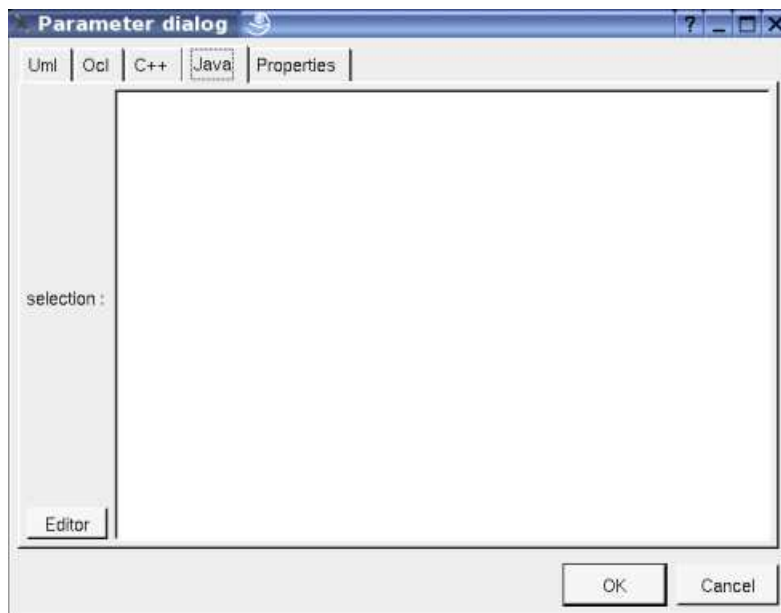 Parameter dialog
Uml Ocl C++ Java Properties
selection :
Editor
OK Cancel